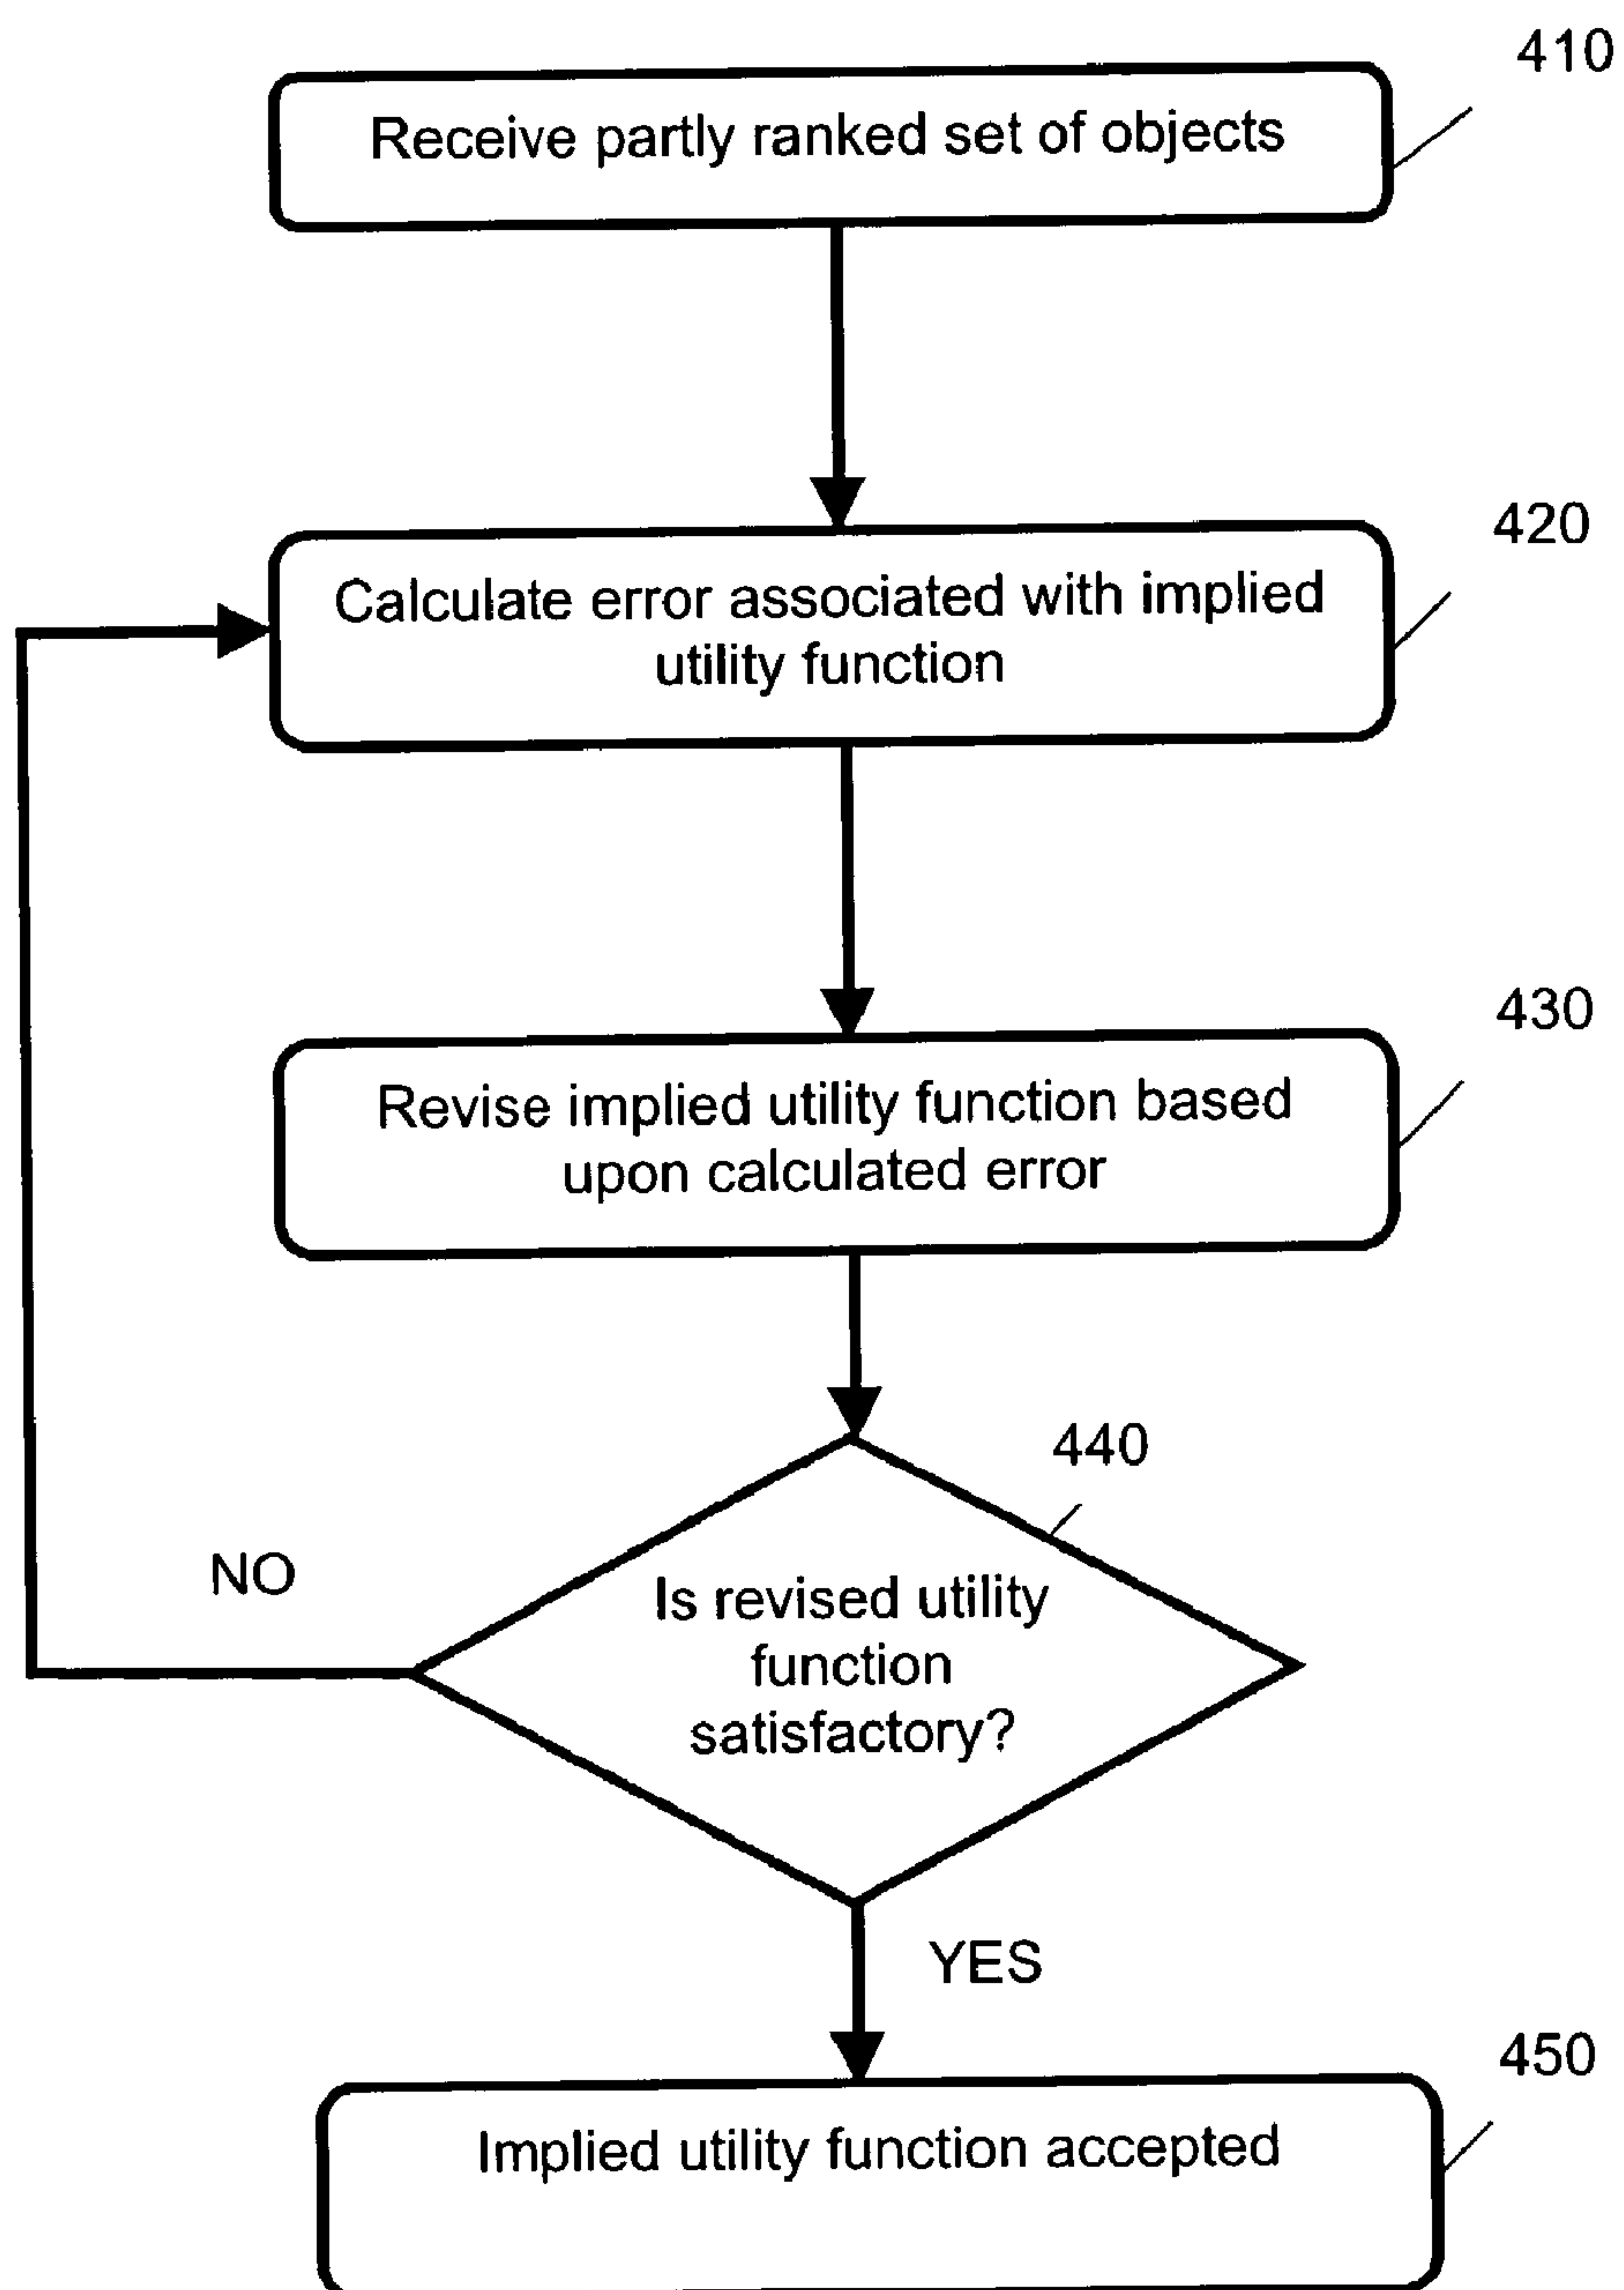 410
Receive partly ranked set of objects
420
Calculate error associated with implied
utility function
430
Revise implied utility function based
upon calculated error
440
NO
Is revised utility
function
satisfactory?
YES
450
Implied utility function accepted